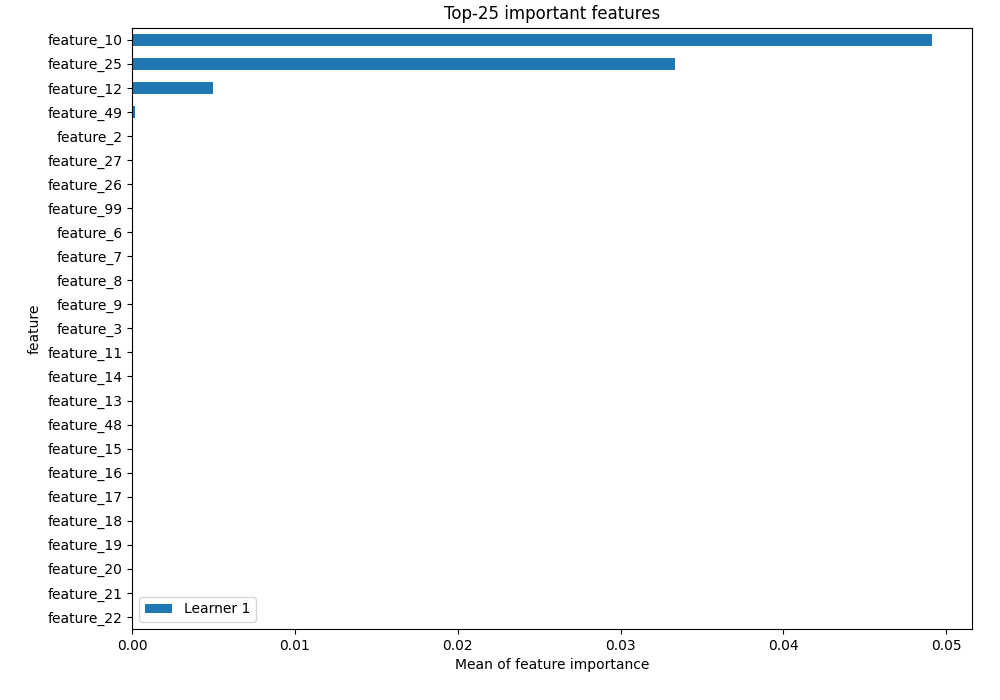 Top-25 important features
feature_10
feature_25
feature_12
feature_49
feature_2
feature_27
feature_26
feature_99
feature_6
feature_7
feature_8
feature_9
feature_3
feature_11
feature_14
feature_13
feature_48
feature_15
feature_16
feature_17
feature_18
feature_19
feature_20
feature_21
feature_22
feature
Learner 1
0.00 0.01 0.02 0.03 0.04 0.05
Mean of feature importance